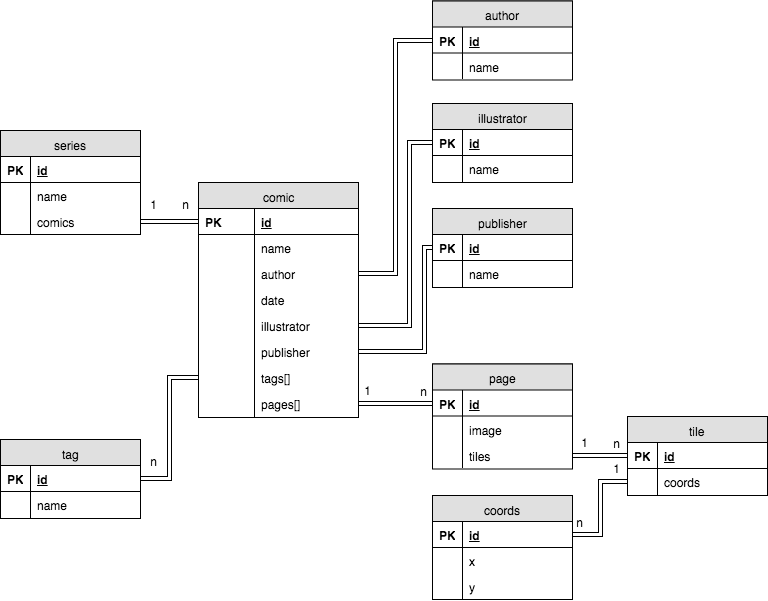 author
PK id
name
illustrator
PK id
name
series
PK id
name
comics
1 n
comic
PK id
name
author
date
illustrator
publisher
tags[]
pages[]
publisher
PK id
name
1 n
page
PK id
image
tiles
1 n
tile
PK id
coords
1
n
tag
PK id
name
n
coords
PK id
x
y